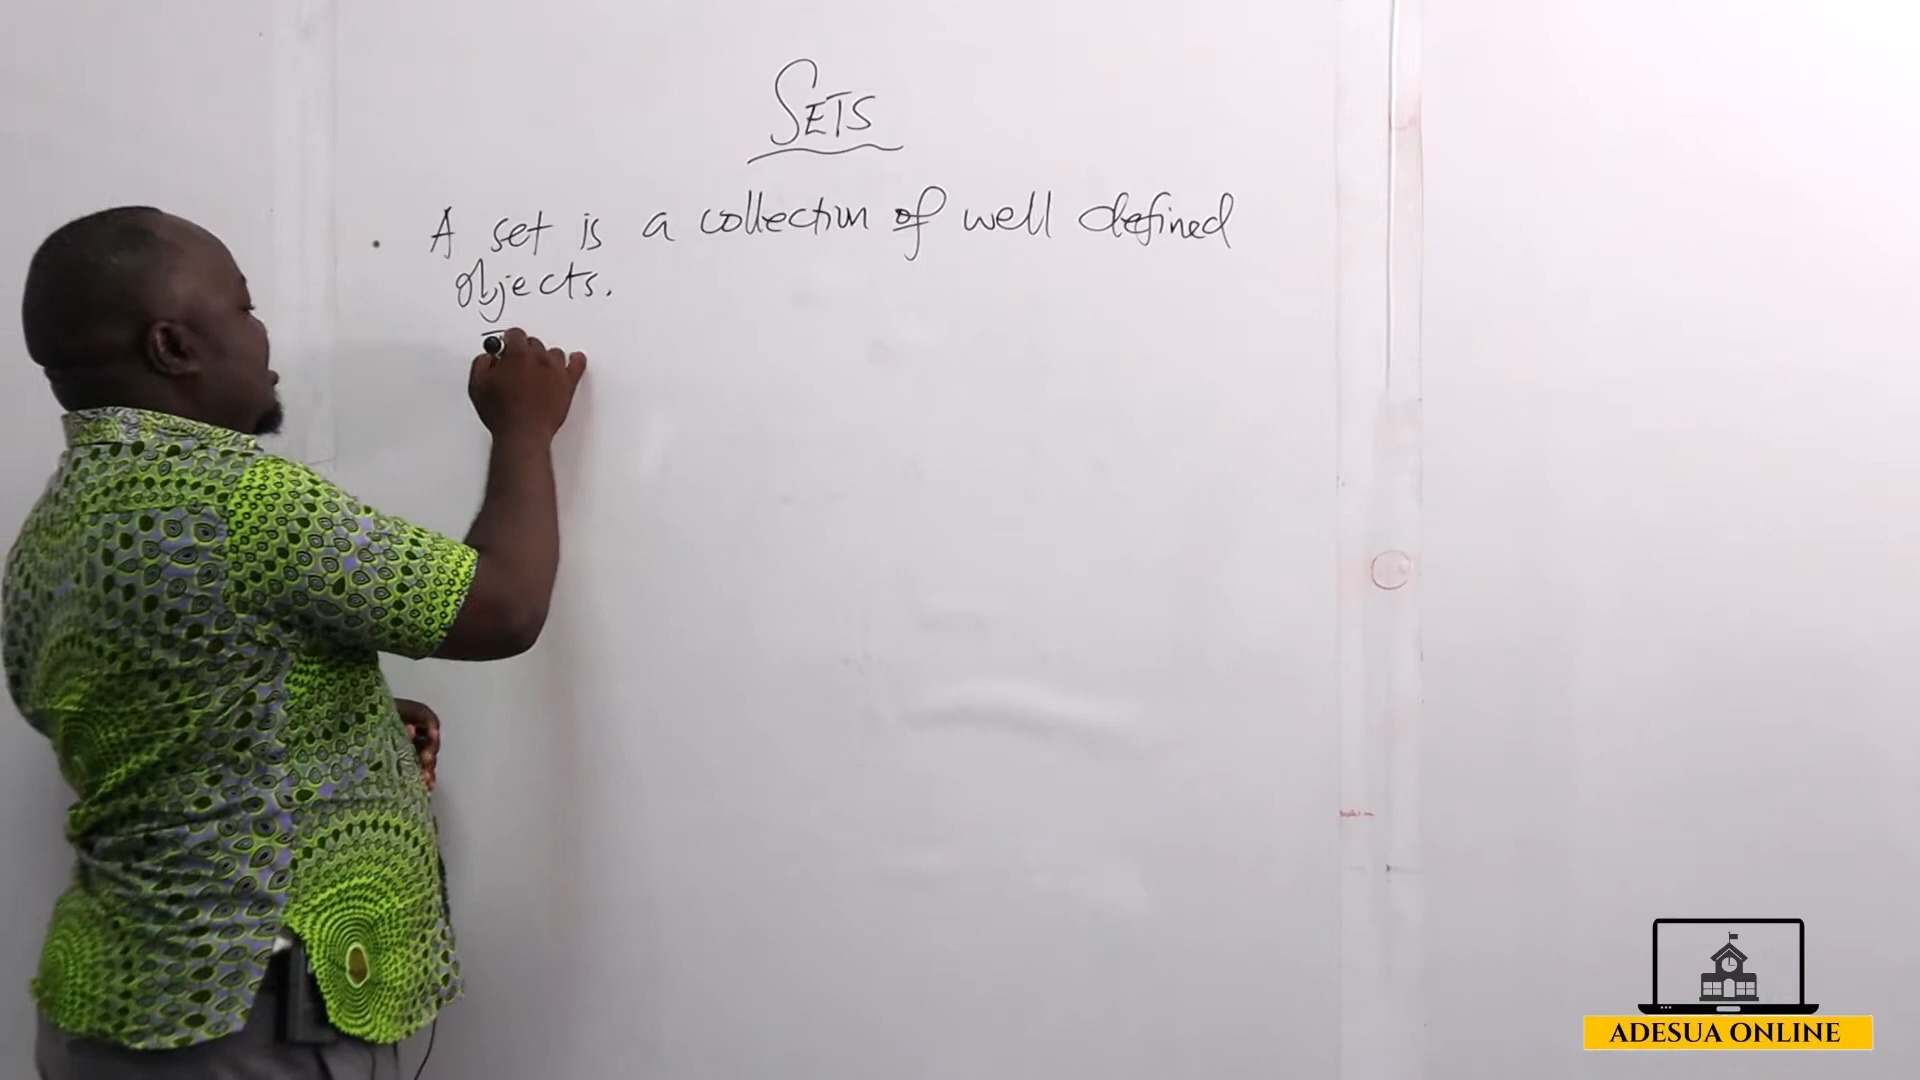 SETS
A set is a collection of well defined
objects.
ADESUA ONLINE